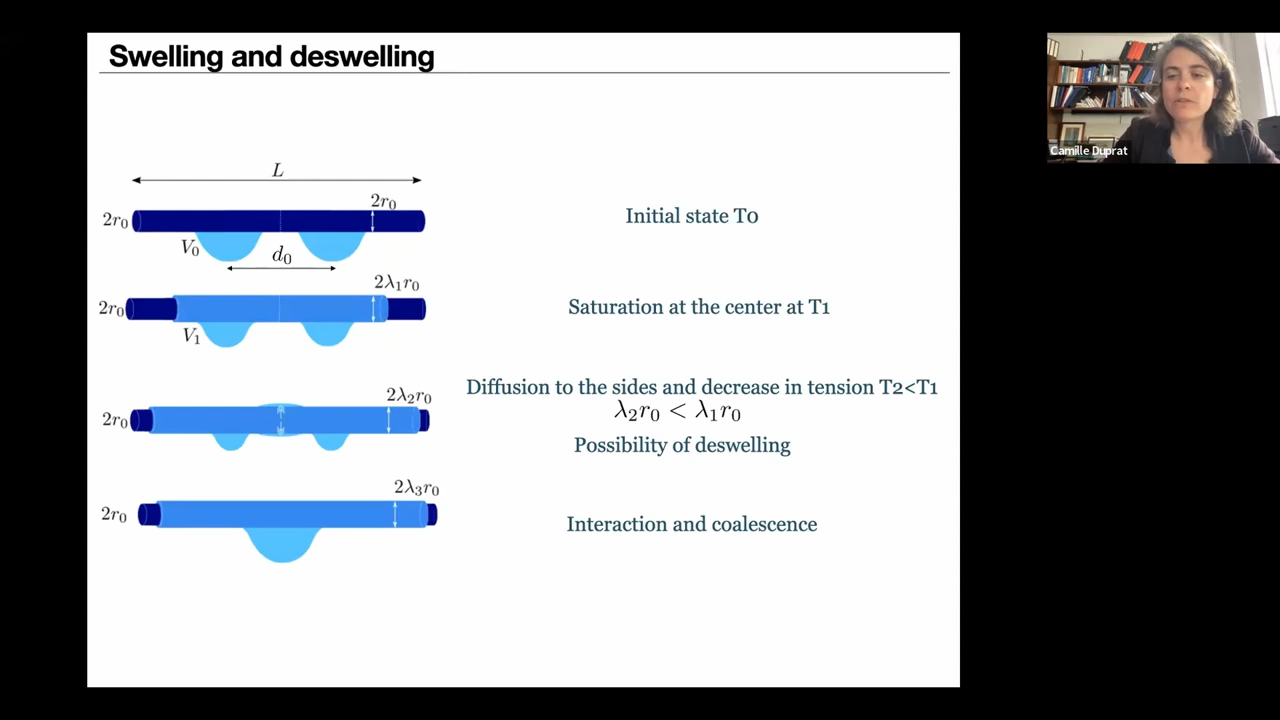 Swelling and deswelling
L
2r₀
2r₀
Initial state T0
V₀
d₀
2λ₁r₀
2r₀
Saturation at the center at T1
V₁
Diffusion to the sides and decrease in tension T2<T1
2λ₂r₀
λ₂r₀ < λ₁r₀
2r₀
Possibility of deswelling
2λ₃r₀
2r₀
Interaction and coalescence
Camille Duprat